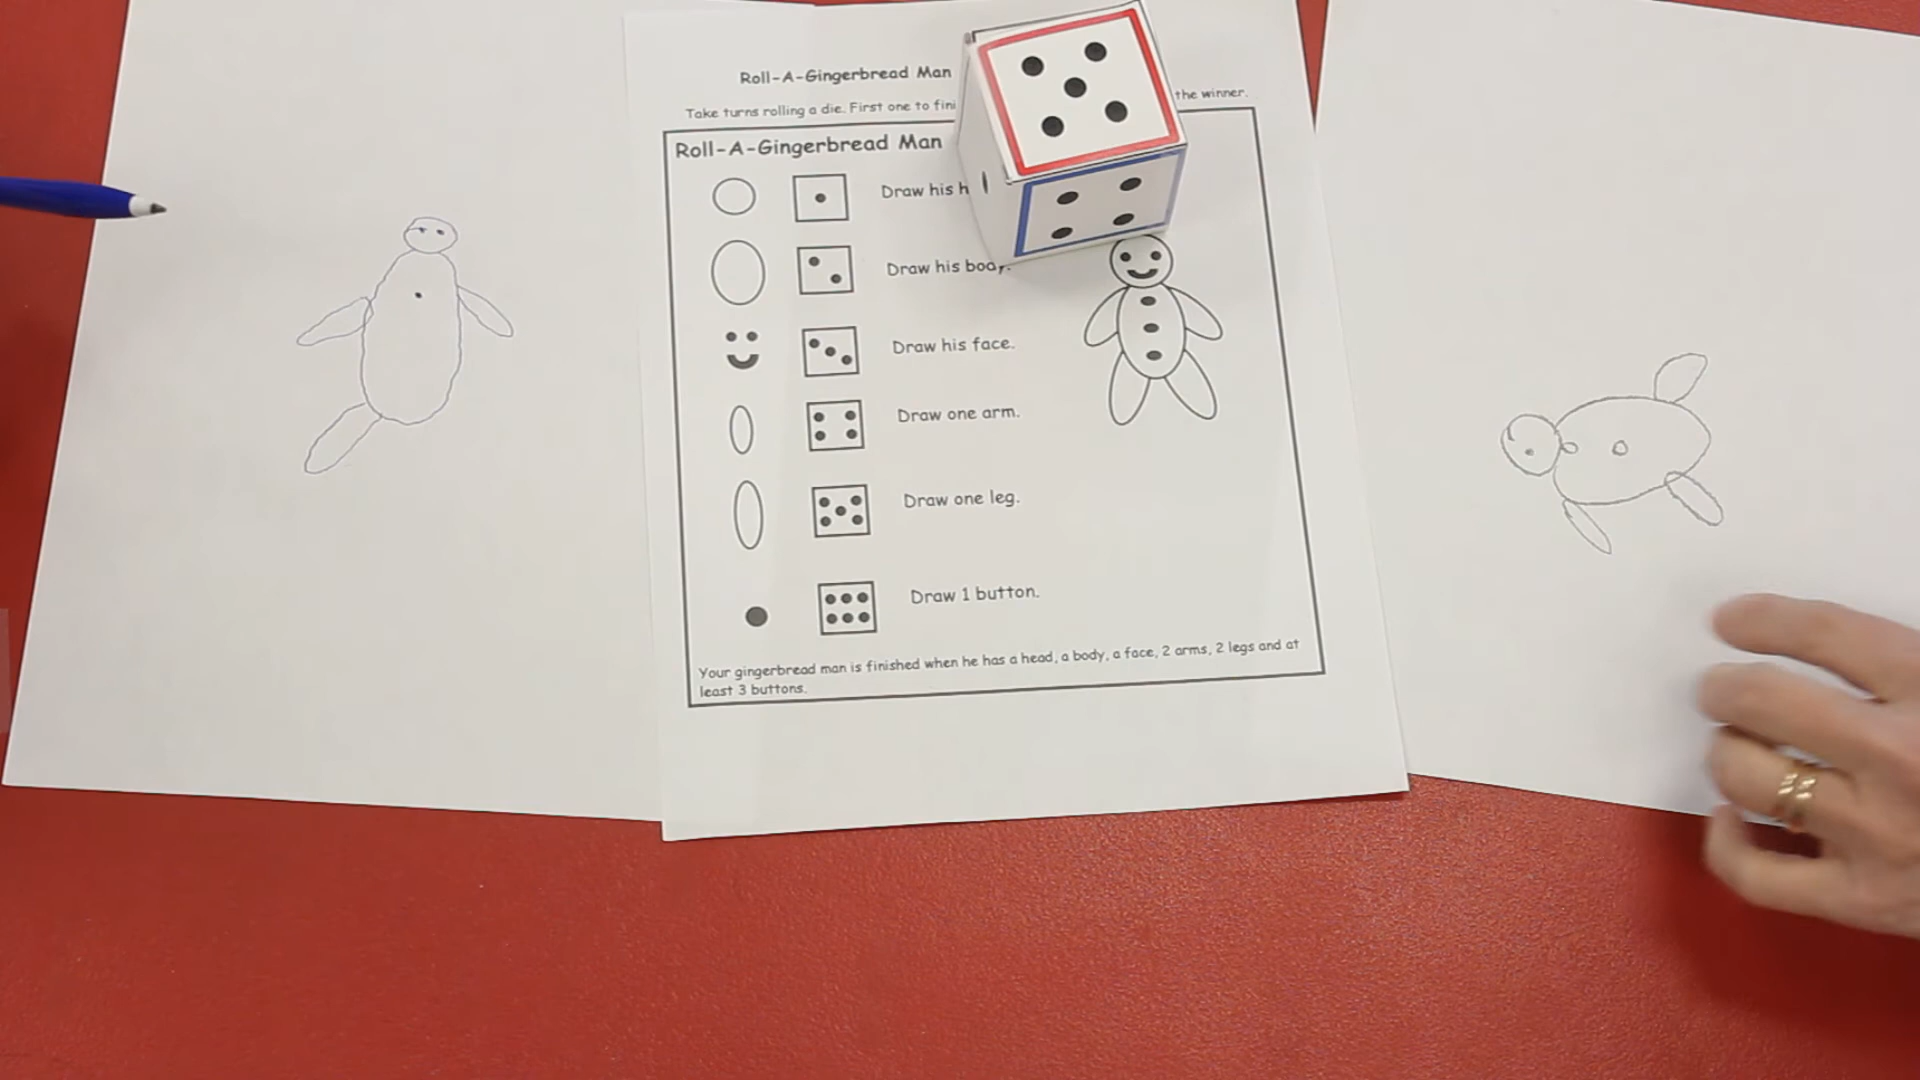 Roll-A-Gingerbread Man
Take turns rolling a die. First one to fini the winner.
Roll-A-Gingerbread Man
Draw his h
Draw his body.
Draw his face.
Draw one arm.
Draw one leg.
Draw 1 button.
Your gingerbread man is finished when he has a head, a body, a face, 2 arms, 2 legs and at
least 3 buttons.